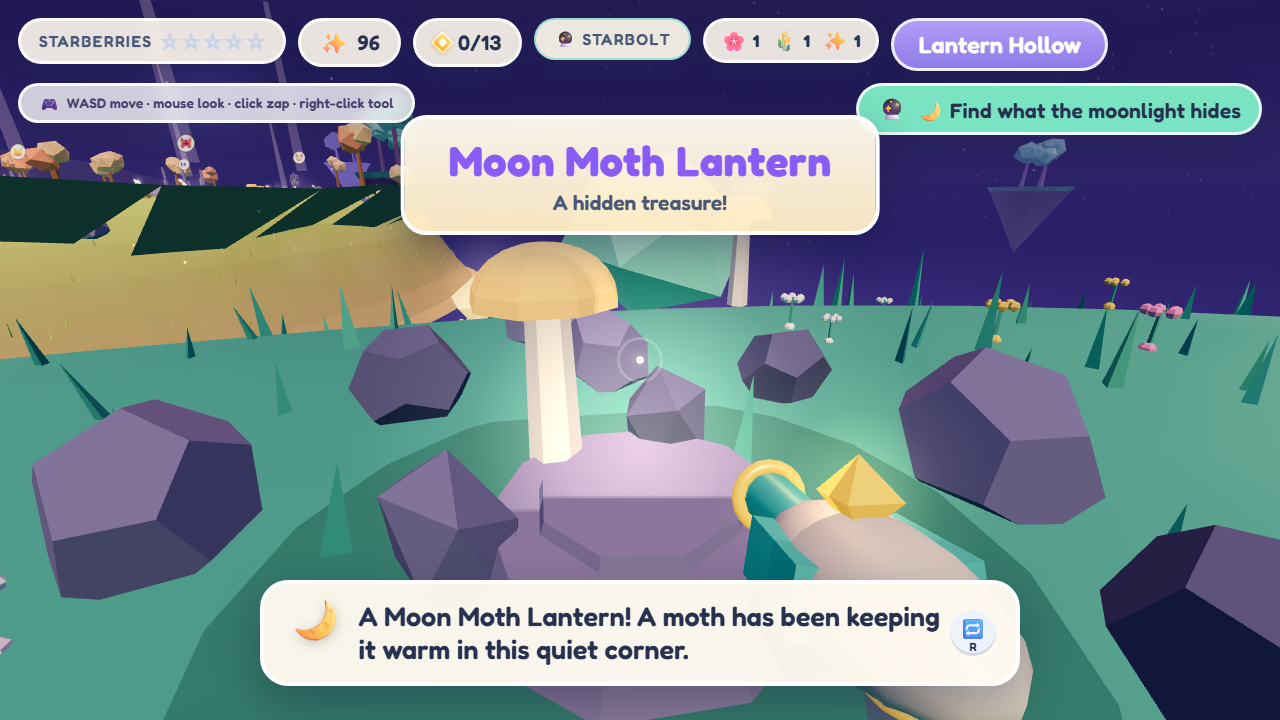 STARBERRIES
96
0/13
STARBOLT
1 1 1
Lantern Hollow
WASD move · mouse look · click zap · right-click tool
Find what the moonlight hides
Moon Moth Lantern
A hidden treasure!
A Moon Moth Lantern! A moth has been keeping
it warm in this quiet corner.
R